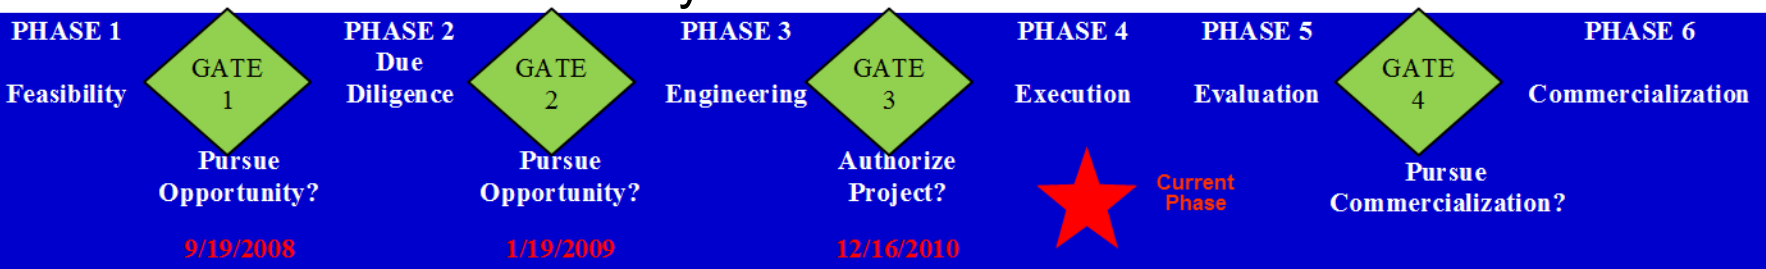 PHASE 1
Feasibility
GATE
1
Pursue
Opportunity?
9/19/2008
PHASE 2
Due
Diligence
GATE
2
Pursue
Opportunity?
1/19/2009
PHASE 3
Engineering
GATE
3
Authorize
Project?
12/16/2010
PHASE 4
Execution
Current
Phase
PHASE 5
Evaluation
GATE
4
Pursue
Commercialization?
PHASE 6
Commercialization